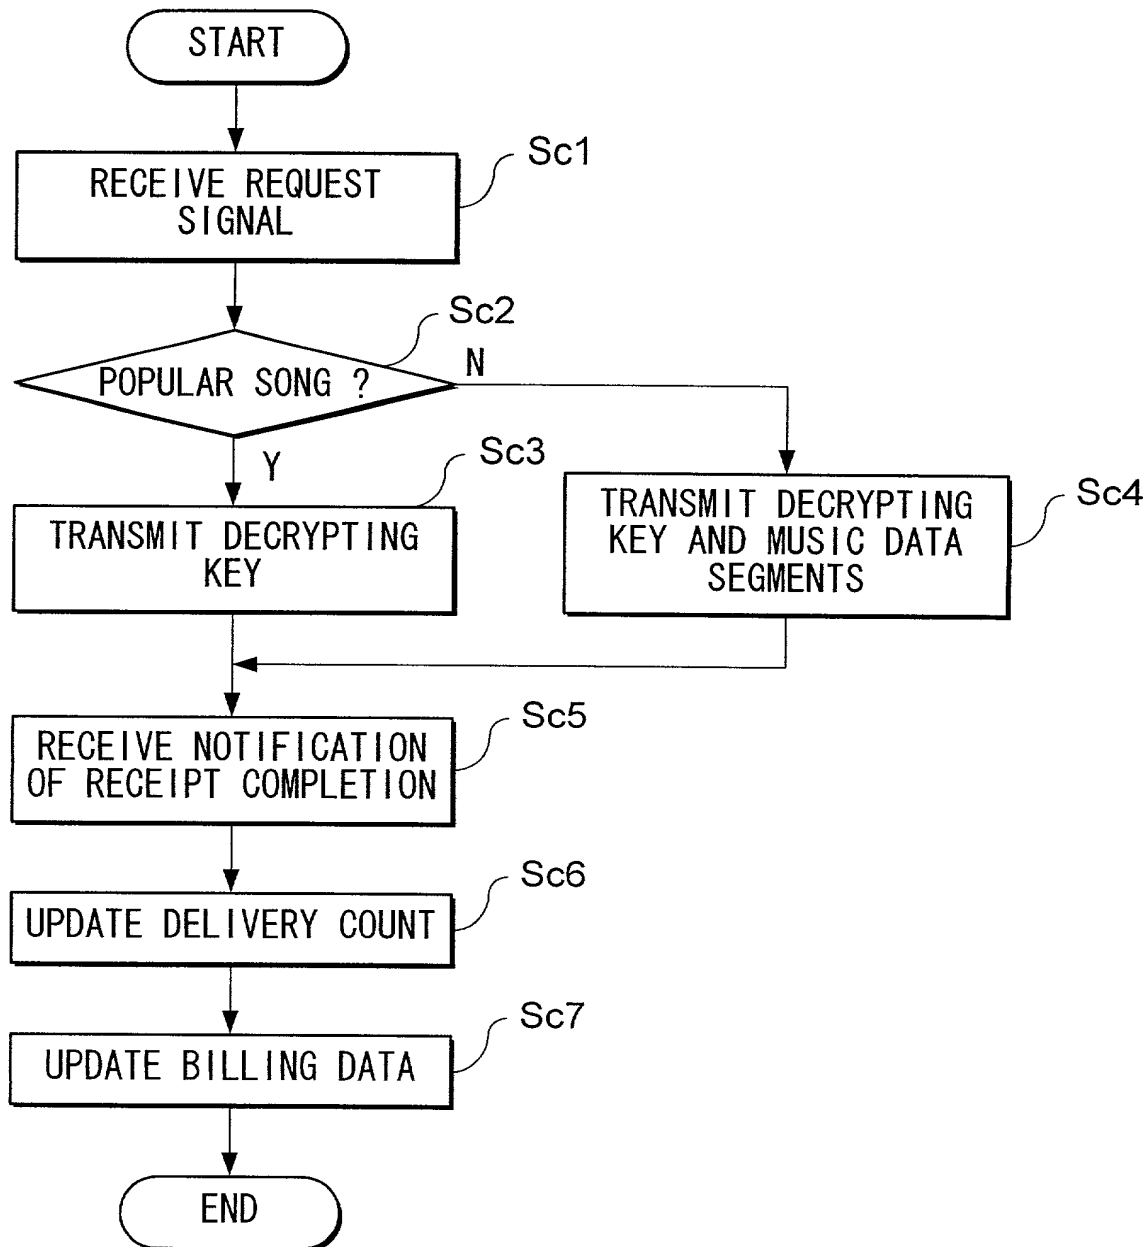 START
Sc1
RECEIVE REQUEST
SIGNAL
Sc2
POPULAR SONG ?
N
Y
Sc3
TRANSMIT DECRYPTING
KEY
Sc4
TRANSMIT DECRYPTING
KEY AND MUSIC DATA
SEGMENTS
Sc5
RECEIVE NOTIFICATION
OF RECEIPT COMPLETION
Sc6
UPDATE DELIVERY COUNT
Sc7
UPDATE BILLING DATA
END